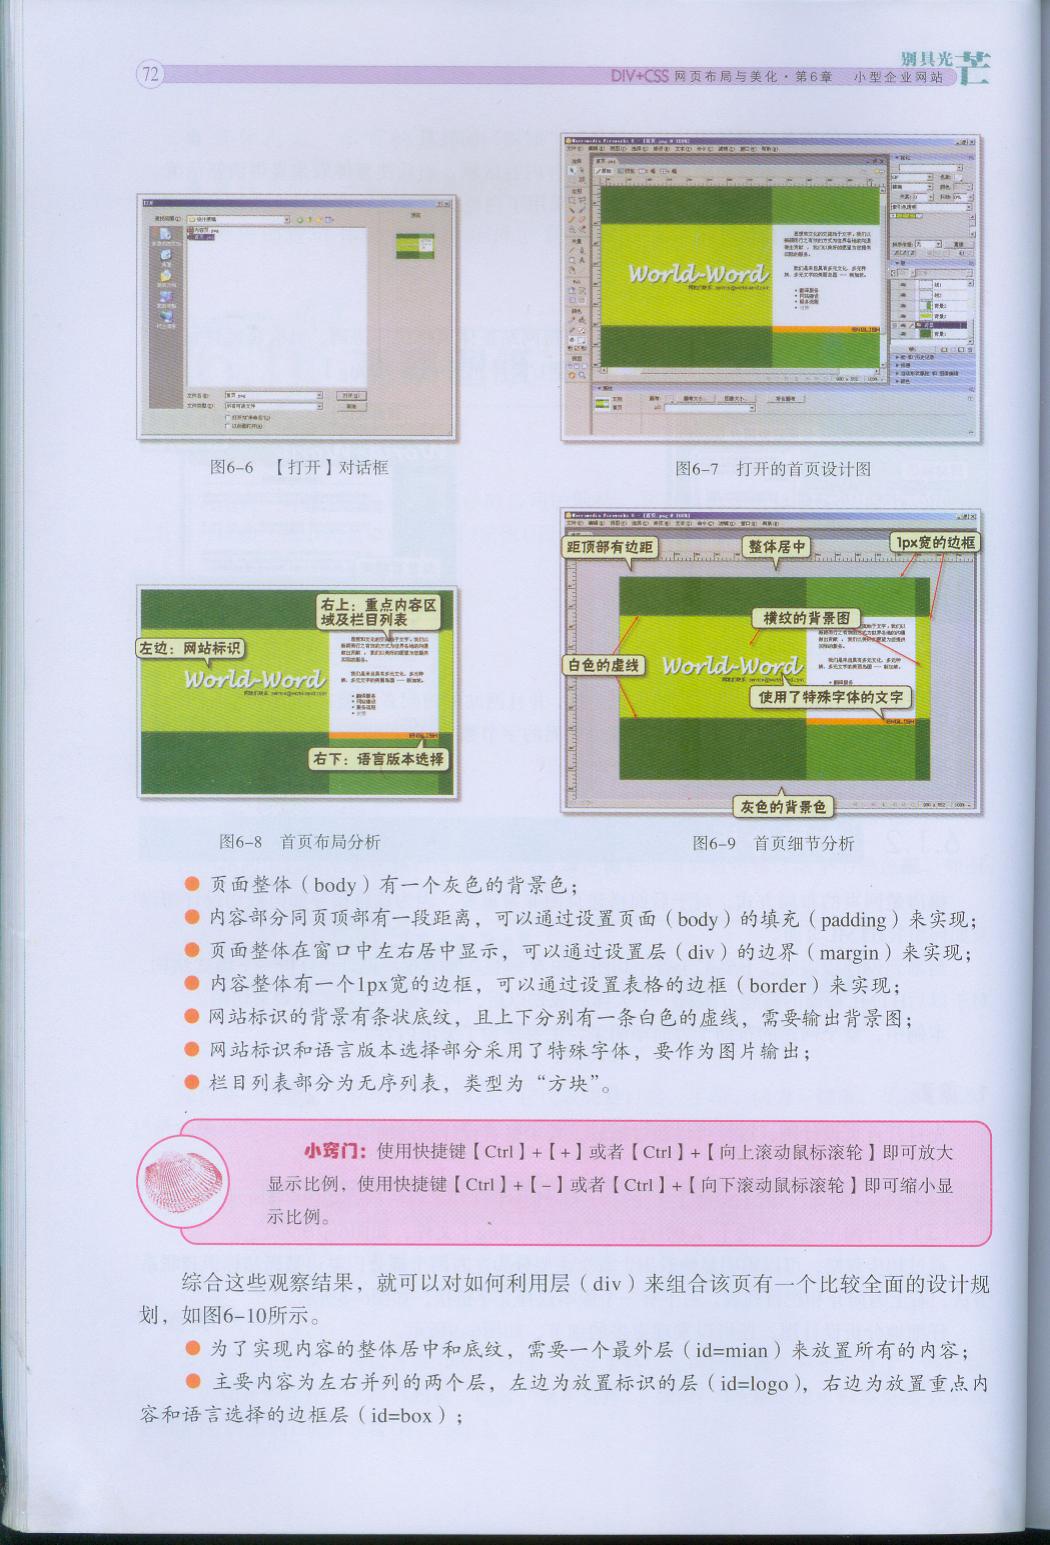 72
别具光芒
DIV+CSS 网页布局与美化·第6章 小型企业网站
图6-6 【打开】对话框
图6-7 打开的首页设计图
World-Word
ENGLISH
左边：网站标识
右上：重点内容区
域及栏目列表
World-Word
右下：语言版本选择
图6-8 首页布局分析
距顶部有边距
整体居中
1px宽的边框
横纹的背景图
白色的虚线
World-Word
使用了特殊字体的文字
灰色的背景色
图6-9 首页细节分析
● 页面整体（body）有一个灰色的背景色；
● 内容部分同页顶部有一段距离，可以通过设置页面（body）的填充（padding）来实现；
● 页面整体在窗口中左右居中显示，可以通过设置层（div）的边界（margin）来实现；
● 内容整体有一个1px宽的边框，可以通过设置表格的边框（border）来实现；
● 网站标识的背景有条状底纹，且上下分别有一条白色的虚线，需要输出背景图；
● 网站标识和语言版本选择部分采用了特殊字体，要作为图片输出；
● 栏目列表部分为无序列表，类型为“方块”。
小窍门：使用快捷键【Ctrl】+【+】或者【Ctrl】+【向上滚动鼠标滚轮】即可放大
显示比例，使用快捷键【Ctrl】+【-】或者【Ctrl】+【向下滚动鼠标滚轮】即可缩小显
示比例。
综合这些观察结果，就可以对如何利用层（div）来组合该页有一个比较全面的设计规
划，如图6-10所示。
● 为了实现内容的整体居中和底纹，需要一个最外层（id=mian）来放置所有的内容；
● 主要内容为左右并列的两个层，左边为放置标识的层（id=logo），右边为放置重点内
容和语言选择的边框层（id=box）；